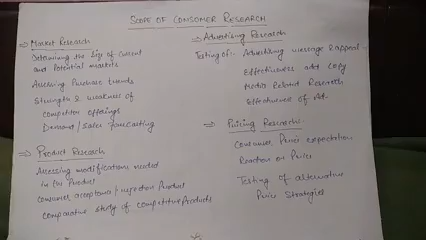 SCOPE OF CONSUMER RESEARCH
Market Research
Determining the size of current
and potential markets
Assessing Purchase trends
Strengths & weakness of
competitor offerings
Demand / Sales forecasting
Product Research
Assessing modifications needed
in the Product
Consumer acceptance / rejection Product
Comparative study of competitive Products
Advertising Research
Testing of:- Advertising message & appeal
Effectiveness of Copy
Media Related Research
Effectiveness of Ad.
Pricing Research
Consumer Price expectation
Reaction on Price
Testing of alternative
Price Strategies